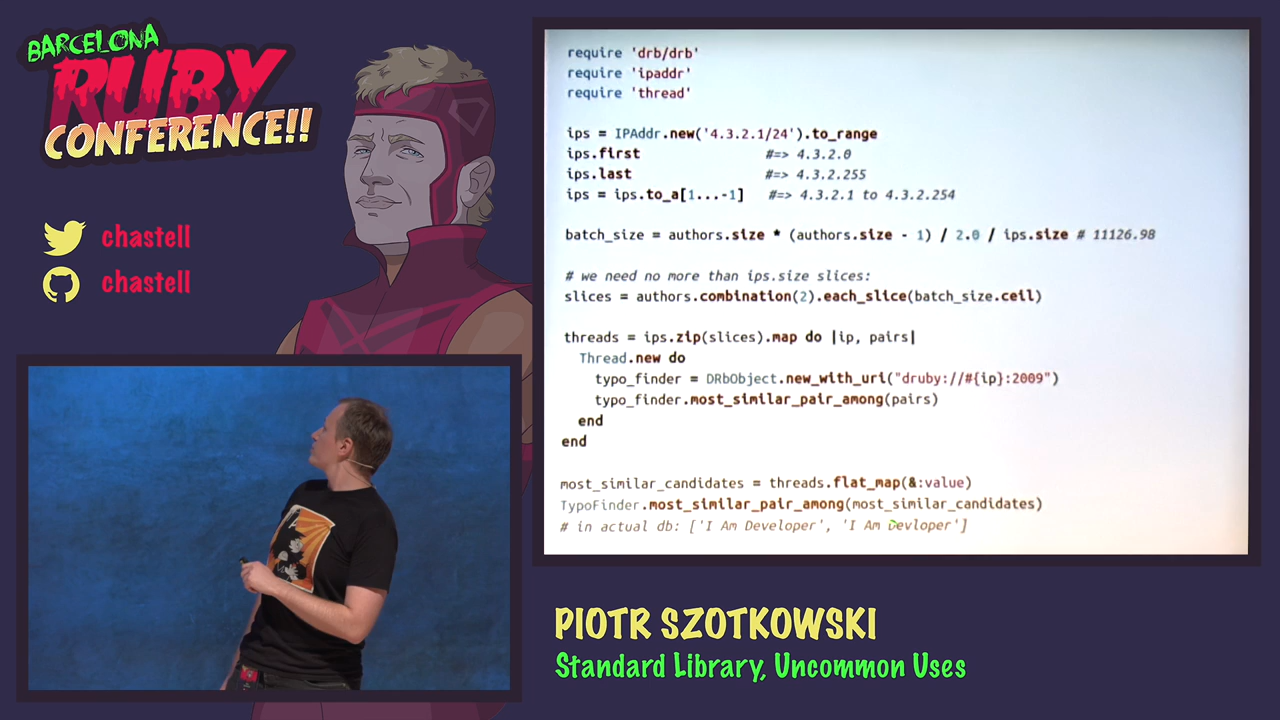 BARCELONA
RUBY
CONFERENCE!!
chastell
chastell
require 'drb/drb'
require 'ipaddr'
require 'thread'
ips = IPAddr.new('4.3.2.1/24').to_range
ips.first #=> 4.3.2.0
ips.last #=> 4.3.2.255
ips = ips.to_a[1...-1] #=> 4.3.2.1 to 4.3.2.254
batch_size = authors.size * (authors.size - 1) / 2.0 / ips.size # 11126.98
# we need no more than ips.size slices:
slices = authors.combination(2).each_slice(batch_size.ceil)
threads = ips.zip(slices).map do |ip, pairs|
Thread.new do
typo_finder = DRbObject.new_with_uri("druby://#{ip}:2009")
typo_finder.most_similar_pair_among(pairs)
end
end
most_similar_candidates = threads.flat_map(&:value)
TypoFinder.most_similar_pair_among(most_similar_candidates)
# in actual db: ['I Am Developer', 'I Am Devloper']
PIOTR SZOTKOWSKI
Standard Library, Uncommon Uses